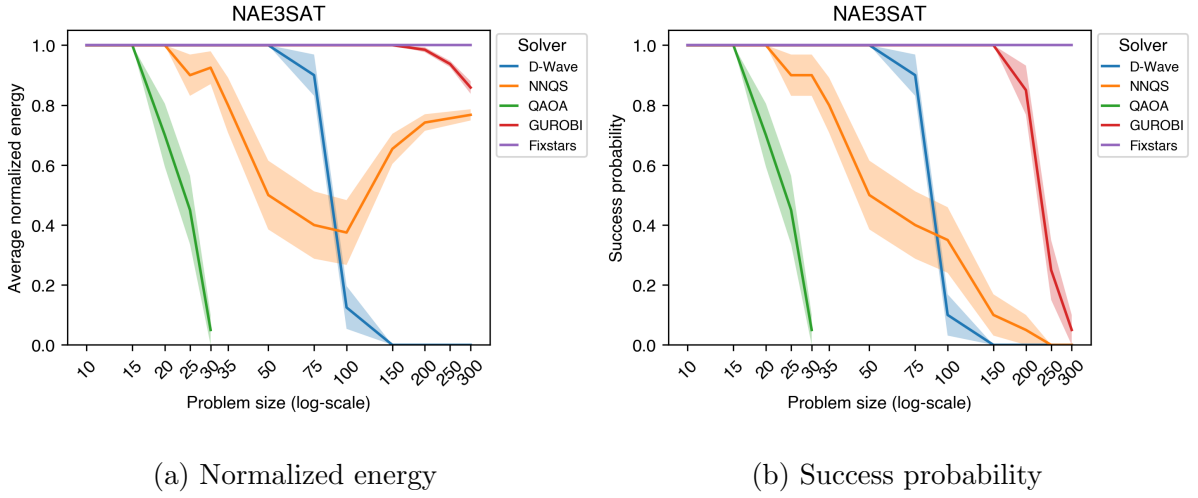 NAE3SAT
Average normalized energy
1.0
0.8
0.6
0.4
0.2
0.0
10 15 20 25 30 35 50 75 100 150 200 250 300
Problem size (log-scale)
Solver
D-Wave
NNQS
QAOA
GUROBI
Fixstars
(a) Normalized energy
NAE3SAT
Success probability
1.0
0.8
0.6
0.4
0.2
0.0
10 15 20 25 30 35 50 75 100 150 200 250 300
Problem size (log-scale)
Solver
D-Wave
NNQS
QAOA
GUROBI
Fixstars
(b) Success probability